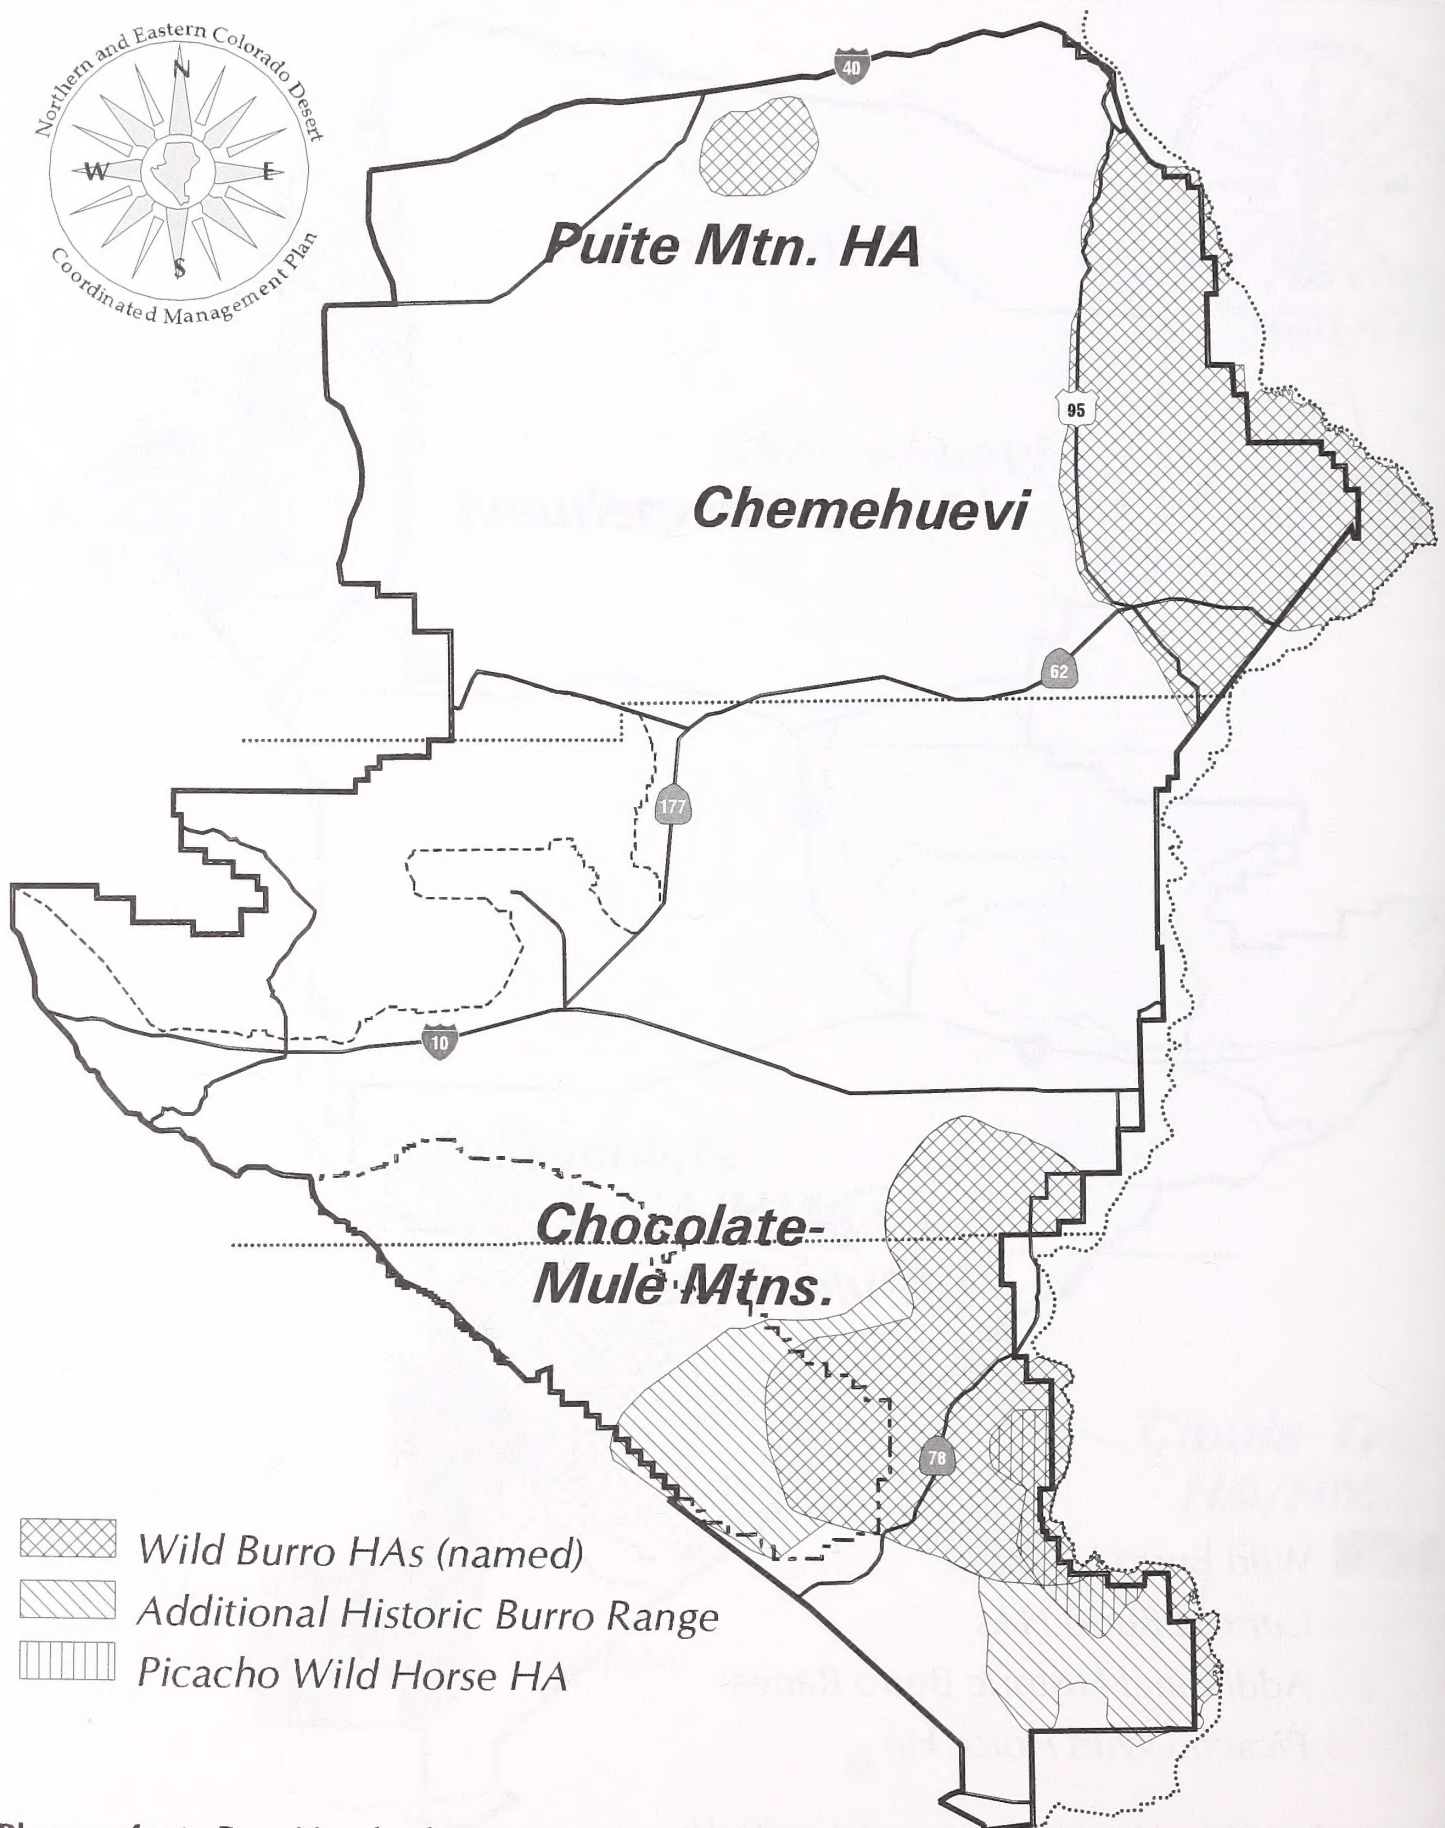 Northern and Eastern Colorado Desert
N
W
E
S
Coordinated Management Plan
40
Puite Mtn. HA
95
Chemehuevi
62
177
10
Chocolate-
Mule Mtns.
78
Wild Burro HAs (named)
Additional Historic Burro Range
Picacho Wild Horse HA